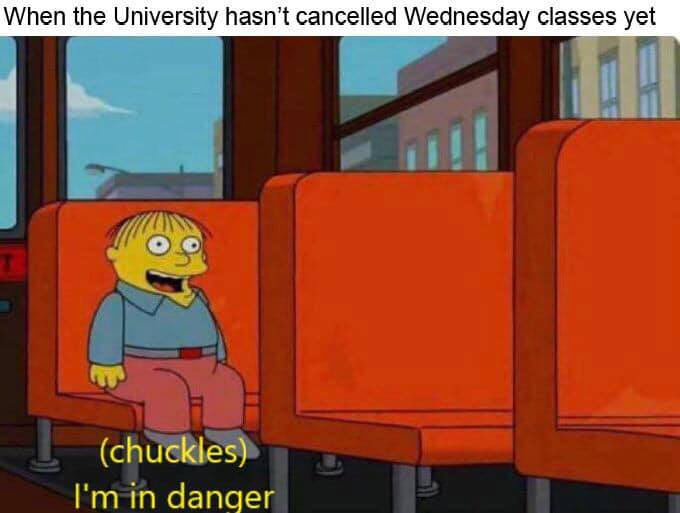 When the University hasn't cancelled Wednesday classes yet
(chuckles)
I'm in danger